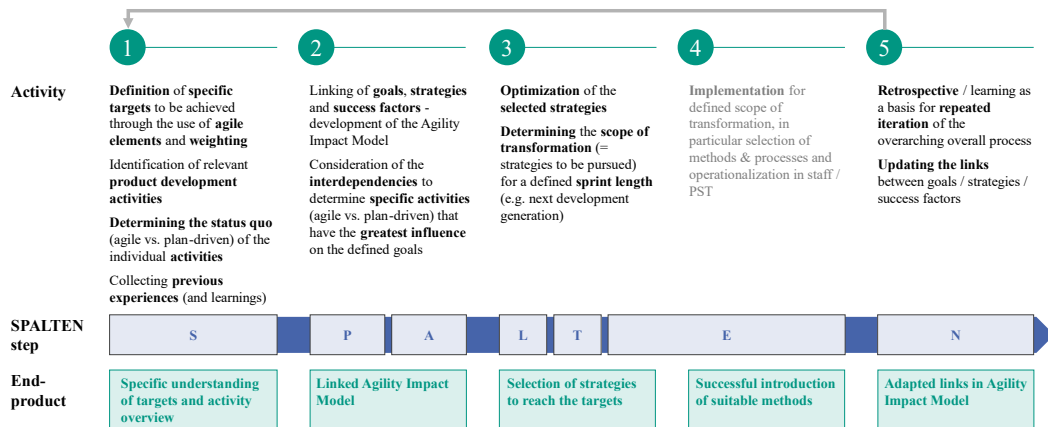 1
2
3
4
5
Activity
Definition of specific
targets to be achieved
through the use of agile
elements and weighting
Identification of relevant
product development
activities
Determining the status quo
(agile vs. plan-driven) of the
individual activities
Collecting previous
experiences (and learnings)
Linking of goals, strategies
and success factors -
development of the Agility
Impact Model
Consideration of the
interdependencies to
determine specific activities
(agile vs. plan-driven) that
have the greatest influence
on the defined goals
Optimization of the
selected strategies
Determining the scope of
transformation (=
strategies to be pursued)
for a defined sprint length
(e.g. next development
generation)
Implementation for
defined scope of
transformation, in
particular selection of
methods & processes and
operationalization in staff /
PST
Retrospective / learning as
a basis for repeated
iteration of the
overarching overall process
Updating the links
between goals / strategies /
success factors
SPALTEN
step
S
P
A
L
T
E
N
End-
product
Specific understanding
of targets and activity
overview
Linked Agility Impact
Model
Selection of strategies
to reach the targets
Successful introduction
of suitable methods
Adapted links in Agility
Impact Model